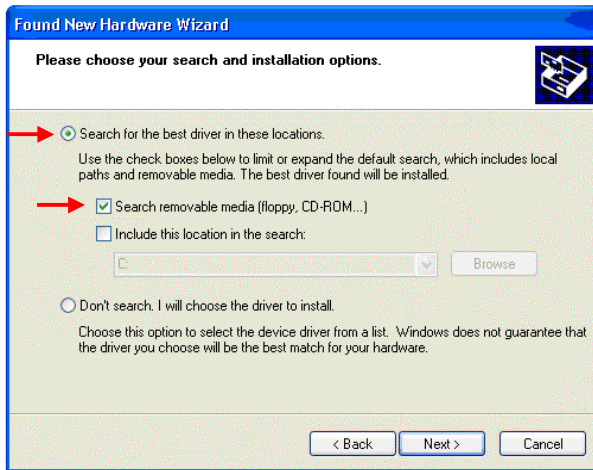 Found New Hardware Wizard
Please choose your search and installation options.
Search for the best driver in these locations.
Use the check boxes below to limit or expand the default search, which includes local
paths and removable media. The best driver found will be installed.
Search removable media (floppy, CD-ROM...)
Include this location in the search:
C:
Browse
Don't search. I will choose the driver to install.
Choose this option to select the device driver from a list. Windows does not guarantee that
the driver you choose will be the best match for your hardware.
< Back
Next >
Cancel